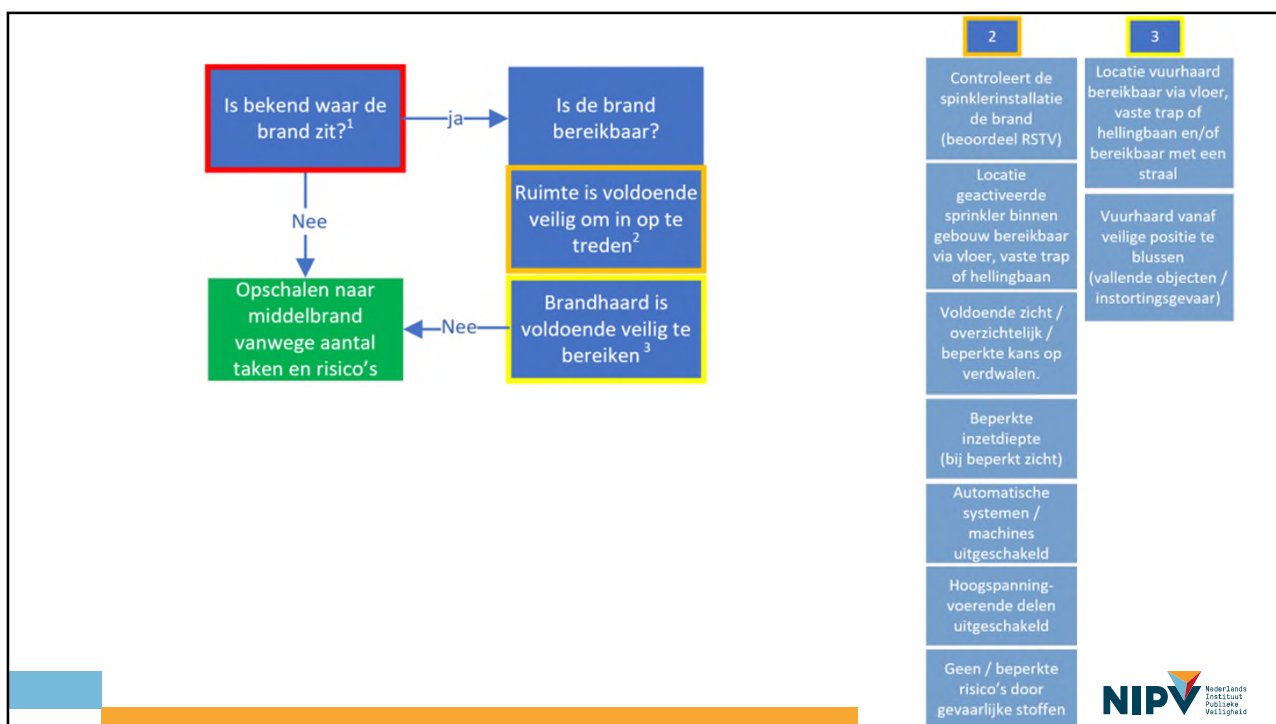 Is bekend waar de
brand zit?1
ja
Is de brand
bereikbaar?
Ruimte is voldoende
veilig om in op te
treden2
Nee
Opschalen naar
middelbrand
vanwege aantal
taken en risico's
Nee
Brandhaard is
voldoende veilig te
bereiken 3
2
Controleert de
spinklerinstallatie
de brand
(beoordeel RSTV)
Locatie
geactiveerde
sprinkler binnen
gebouw bereikbaar
via vloer, vaste trap
of hellingbaan
Voldoende zicht /
overzichtelijk /
beperkte kans op
verdwalen.
Beperkte
inzetdiepte
(bij beperkt zicht)
Automatische
systemen /
machines
uitgeschakeld
Hoogspanning-
voerende delen
uitgeschakeld
Geen / beperkte
risico's door
gevaarlijke stoffen
3
Locatie vuurhaard
bereikbaar via vloer,
vaste trap of
hellingbaan en/of
bereikbaar met een
straal
Vuurhaard vanaf
veilige positie te
blussen
(vallende objecten /
instortingsgevaar)
NIPV
Nederlands
Instituut
Publieke
Veiligheid